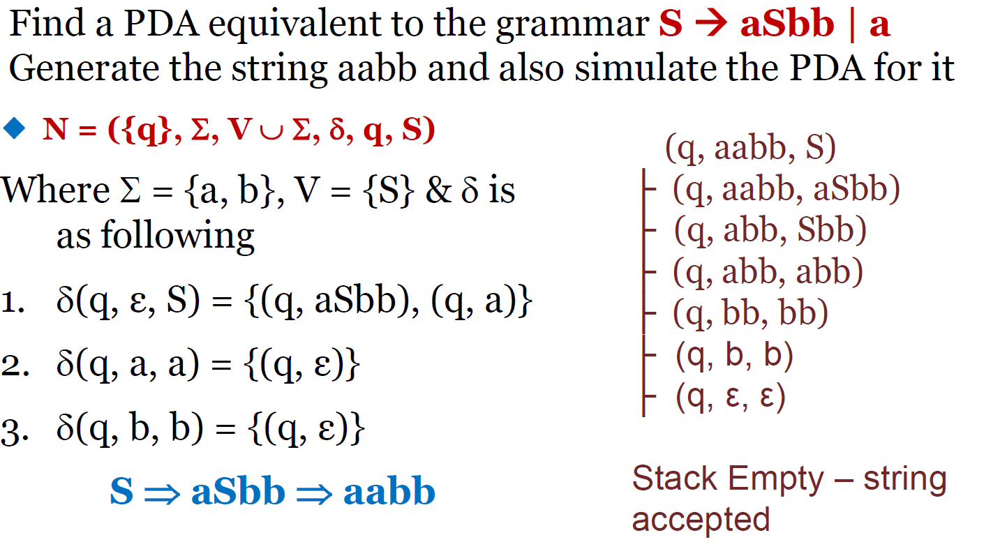 Find a PDA equivalent to the grammar S → aSbb | a
Generate the string aabb and also simulate the PDA for it
◆ N = ({q}, Σ, V ∪ Σ, δ, q, S)
Where Σ = {a, b}, V = {S} & δ is
as following
1. δ(q, ε, S) = {(q, aSbb), (q, a)}
2. δ(q, a, a) = {(q, ε)}
3. δ(q, b, b) = {(q, ε)}
S ⇒ aSbb ⇒ aabb
(q, aabb, S)
⊢ (q, aabb, aSbb)
⊢ (q, abb, Sbb)
⊢ (q, abb, abb)
⊢ (q, bb, bb)
⊢ (q, b, b)
⊢ (q, ε, ε)
Stack Empty – string
accepted